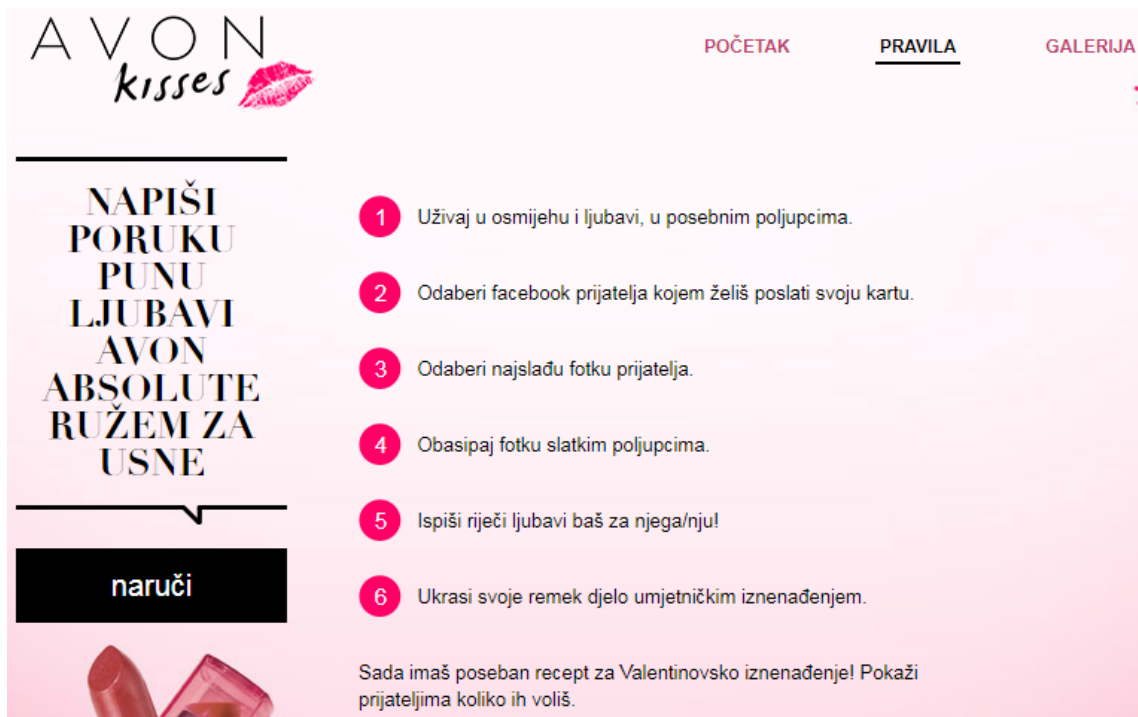 AVON
kisses
POČETAK
PRAVILA
GALERIJA
NAPIŠI
PORUKU
PUNU
LJUBAVI
AVON
ABSOLUTE
RUŽEM ZA
USNE
naruči
1 Uživaj u osmijehu i ljubavi, u posebnim poljupcima.
2 Odaberi facebook prijatelja kojem želiš poslati svoju kartu.
3 Odaberi najslađu fotku prijatelja.
4 Obasipaj fotku slatkim poljupcima.
5 Ispiši riječi ljubavi baš za njega/nju!
6 Ukrasi svoje remek djelo umjetničkim iznenađenjem.
Sada imaš poseban recept za Valentinovsko iznenađenje! Pokaži
prijateljima koliko ih voliš.